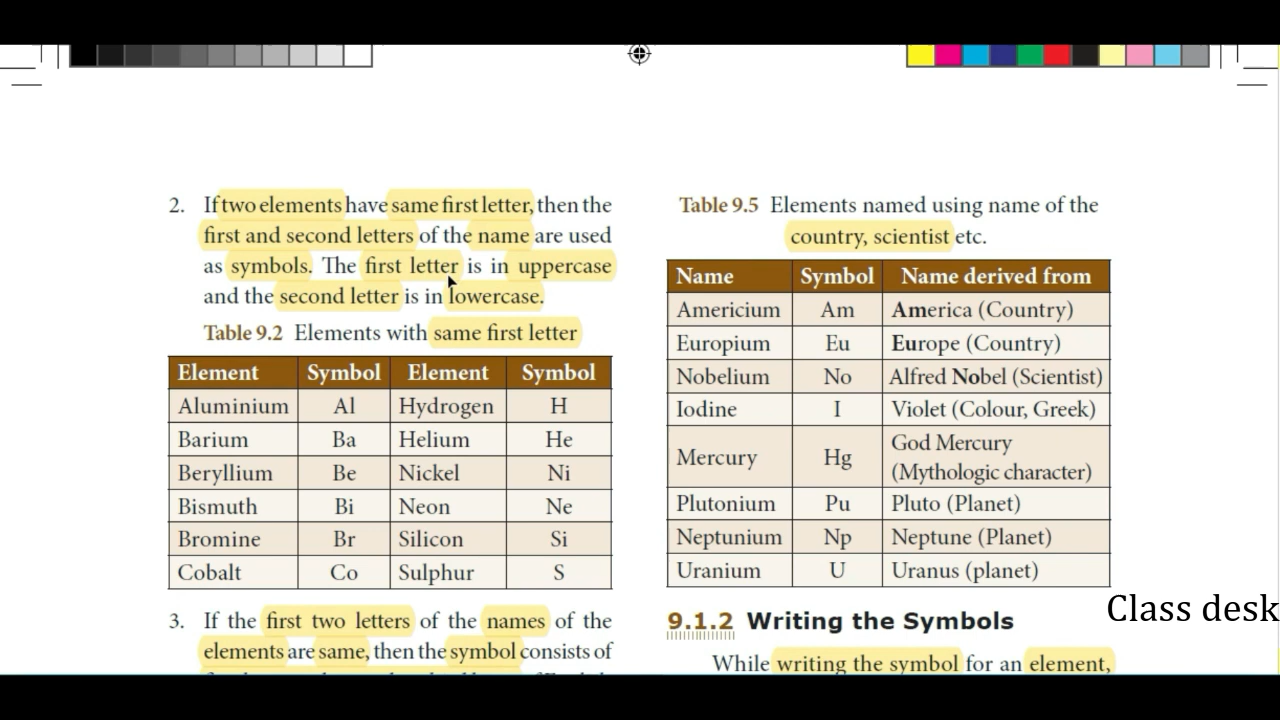 2. If two elements have same first letter, then the
first and second letters of the name are used
as symbols. The first letter is in uppercase
and the second letter is in lowercase.
Table 9.2 Elements with same first letter
Element Symbol Element Symbol
Aluminium Al Hydrogen H
Barium Ba Helium He
Beryllium Be Nickel Ni
Bismuth Bi Neon Ne
Bromine Br Silicon Si
Cobalt Co Sulphur S
3. If the first two letters of the names of the
elements are same, then the symbol consists of
Table 9.5 Elements named using name of the
country, scientist etc.
Name Symbol Name derived from
Americium Am America (Country)
Europium Eu Europe (Country)
Nobelium No Alfred Nobel (Scientist)
Iodine I Violet (Colour, Greek)
Mercury Hg God Mercury
(Mythologic character)
Plutonium Pu Pluto (Planet)
Neptunium Np Neptune (Planet)
Uranium U Uranus (planet)
9.1.2 Writing the Symbols
While writing the symbol for an element,
Class desk